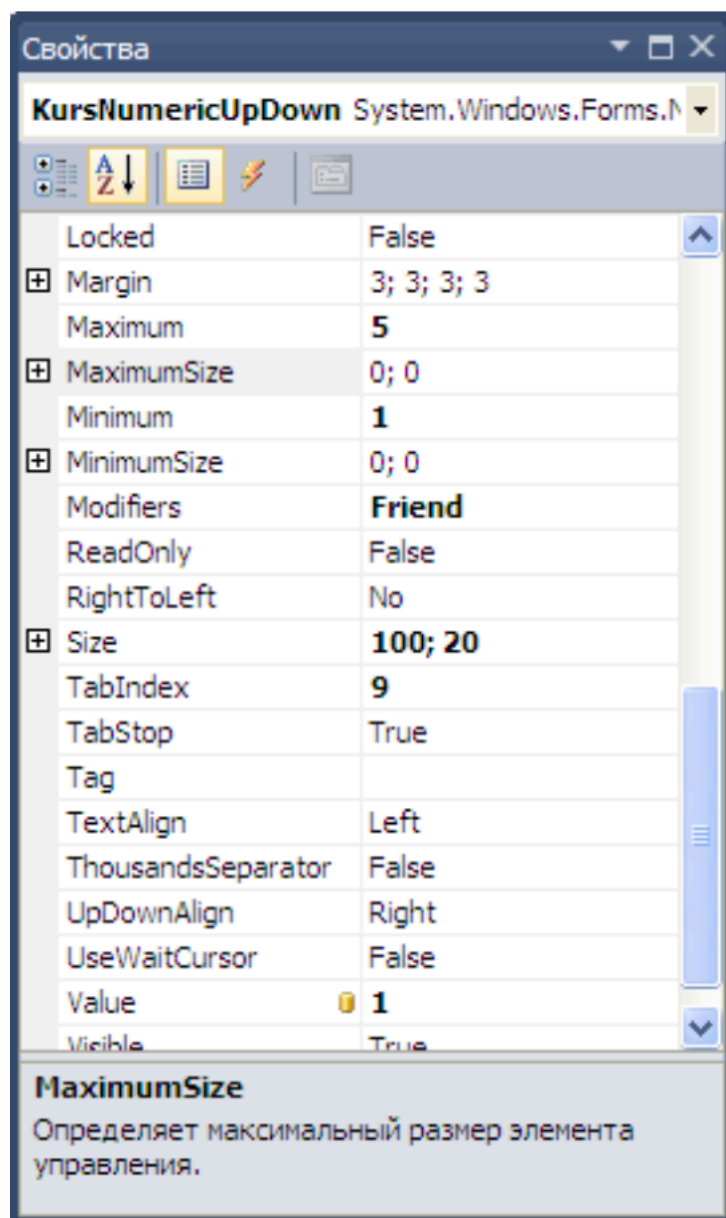 Свойства
KursNumericUpDown System.Windows.Forms.N
Locked False
Margin 3; 3; 3; 3
Maximum 5
MaximumSize 0; 0
Minimum 1
MinimumSize 0; 0
Modifiers Friend
ReadOnly False
RightToLeft No
Size 100; 20
TabIndex 9
TabStop True
Tag
TextAlign Left
ThousandsSeparator False
UpDownAlign Right
UseWaitCursor False
Value 1
Visible True
MaximumSize
Определяет максимальный размер элемента
управления.